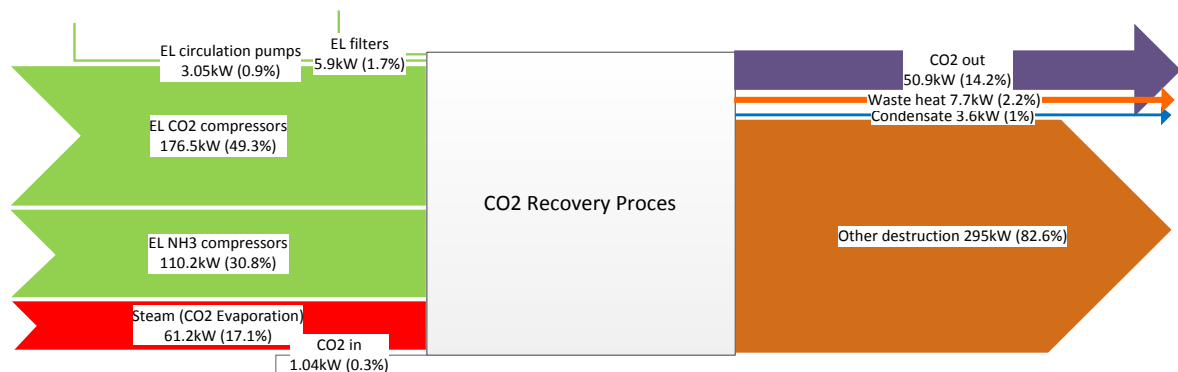 EL circulation pumps
3.05kW (0.9%)
EL filters
5.9kW (1.7%)
EL CO2 compressors
176.5kW (49.3%)
EL NH3 compressors
110.2kW (30.8%)
Steam (CO2 Evaporation)
61.2kW (17.1%)
CO2 in
1.04kW (0.3%)
CO2 Recovery Proces
CO2 out
50.9kW (14.2%)
Waste heat 7.7kW (2.2%)
Condensate 3.6kW (1%)
Other destruction 295kW (82.6%)